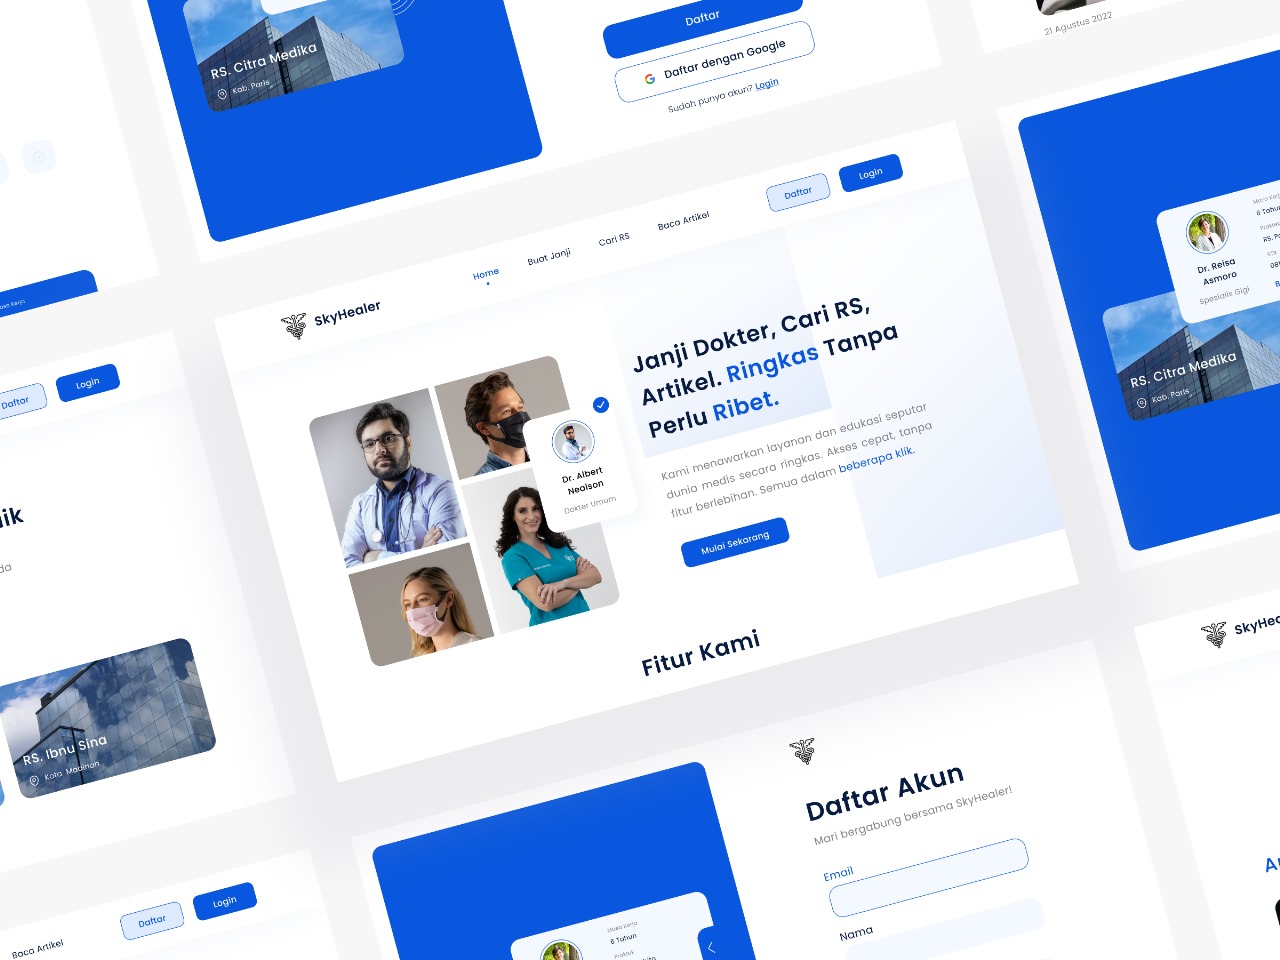 RS. Citra Medika
Kab. Paris
Daftar
Daftar dengan Google
Sudah punya akun? Login
21 Agustus 2022
Daftar
Login
Home
Buat Janji
Cari RS
Baca Artikel
Daftar
Login
SkyHealer
Janji Dokter, Cari RS,
Artikel. Ringkas Tanpa
Perlu Ribet.
Kami menawarkan layanan dan edukasi seputar
dunia medis secara ringkas. Akses cepat, tanpa
fitur berlebihan. Semua dalam beberapa klik.
Mulai Sekarang
Dr. Albert
Nealson
Dokter Umum
Fitur Kami
Dr. Reisa
Asmoro
Spesialis Gigi
6 Tahun
RS. Citra Medika
Kab. Paris
RS. Ibnu Sina
Kota Madinan
Baca Artikel
Daftar
Login
Masa Kerja
6 Tahun
Praktek
Daftar Akun
Mari bergabung bersama SkyHealer!
Email
Nama